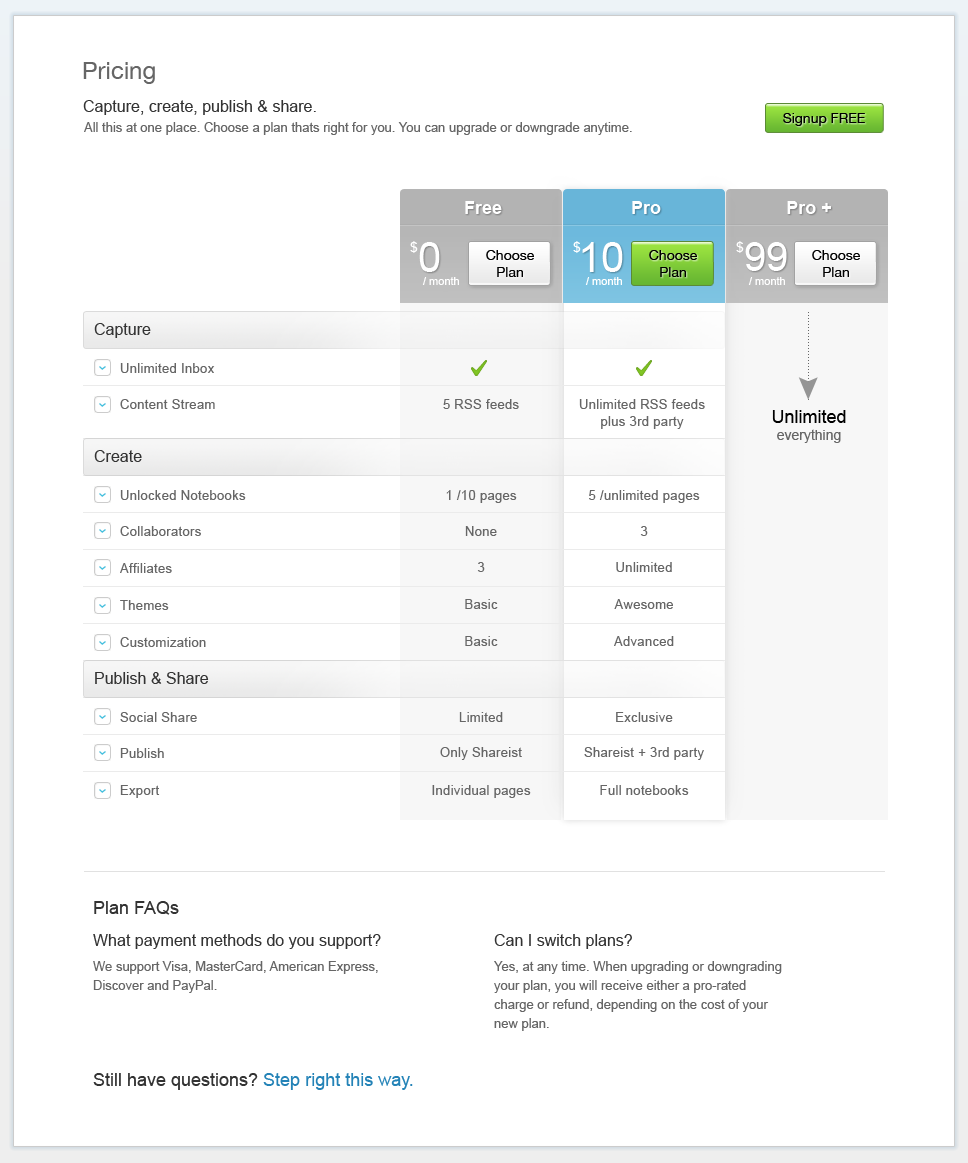 Pricing
Capture, create, publish & share.
All this at one place. Choose a plan thats right for you. You can upgrade or downgrade anytime.
Signup FREE
Free
Pro
Pro +
$0
/ month
Choose
Plan
$10
/ month
Choose
Plan
$99
/ month
Choose
Plan
Capture
Unlimited Inbox
Content Stream
5 RSS feeds
Unlimited RSS feeds
plus 3rd party
Unlimited
everything
Create
Unlocked Notebooks
1 /10 pages
5 /unlimited pages
Collaborators
None
3
Affiliates
3
Unlimited
Themes
Basic
Awesome
Customization
Basic
Advanced
Publish & Share
Social Share
Limited
Exclusive
Publish
Only Shareist
Shareist + 3rd party
Export
Individual pages
Full notebooks
Plan FAQs
What payment methods do you support?
We support Visa, MasterCard, American Express,
Discover and PayPal.
Can I switch plans?
Yes, at any time. When upgrading or downgrading
your plan, you will receive either a pro-rated
charge or refund, depending on the cost of your
new plan.
Still have questions? Step right this way.